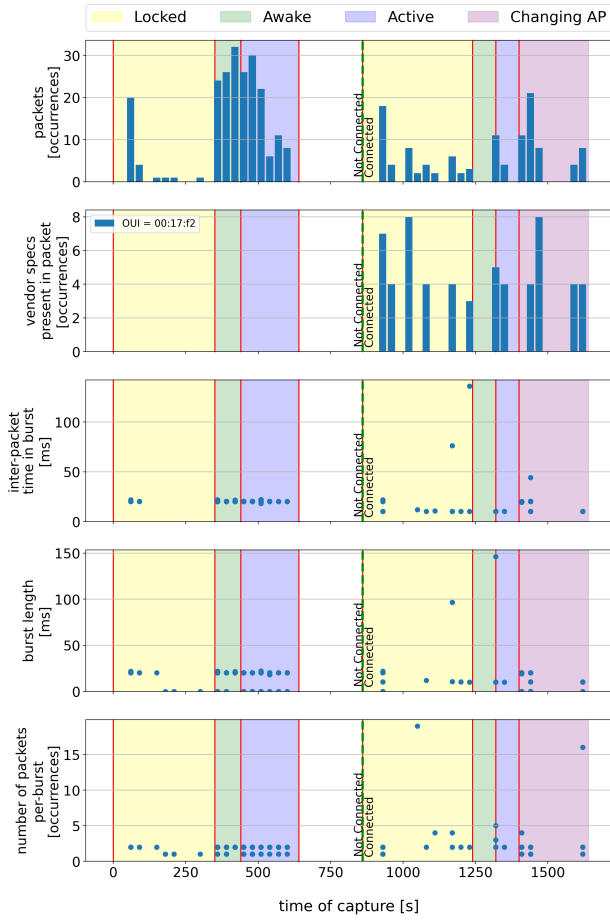 Locked Awake Active Changing AP
packets
[occurrences]
30
20
10
0
Not Connected
Connected
vendor specs
present in packet
[occurrences]
8
6
4
2
0
OUI = 00:17:f2
Not Connected
Connected
inter-packet
time in burst
[ms]
100
50
0
Not Connected
Connected
burst length
[ms]
150
100
50
0
Not Connected
Connected
number of packets
per-burst
[occurrences]
15
10
5
0
Not Connected
Connected
0 250 500 750 1000 1250 1500
time of capture [s]